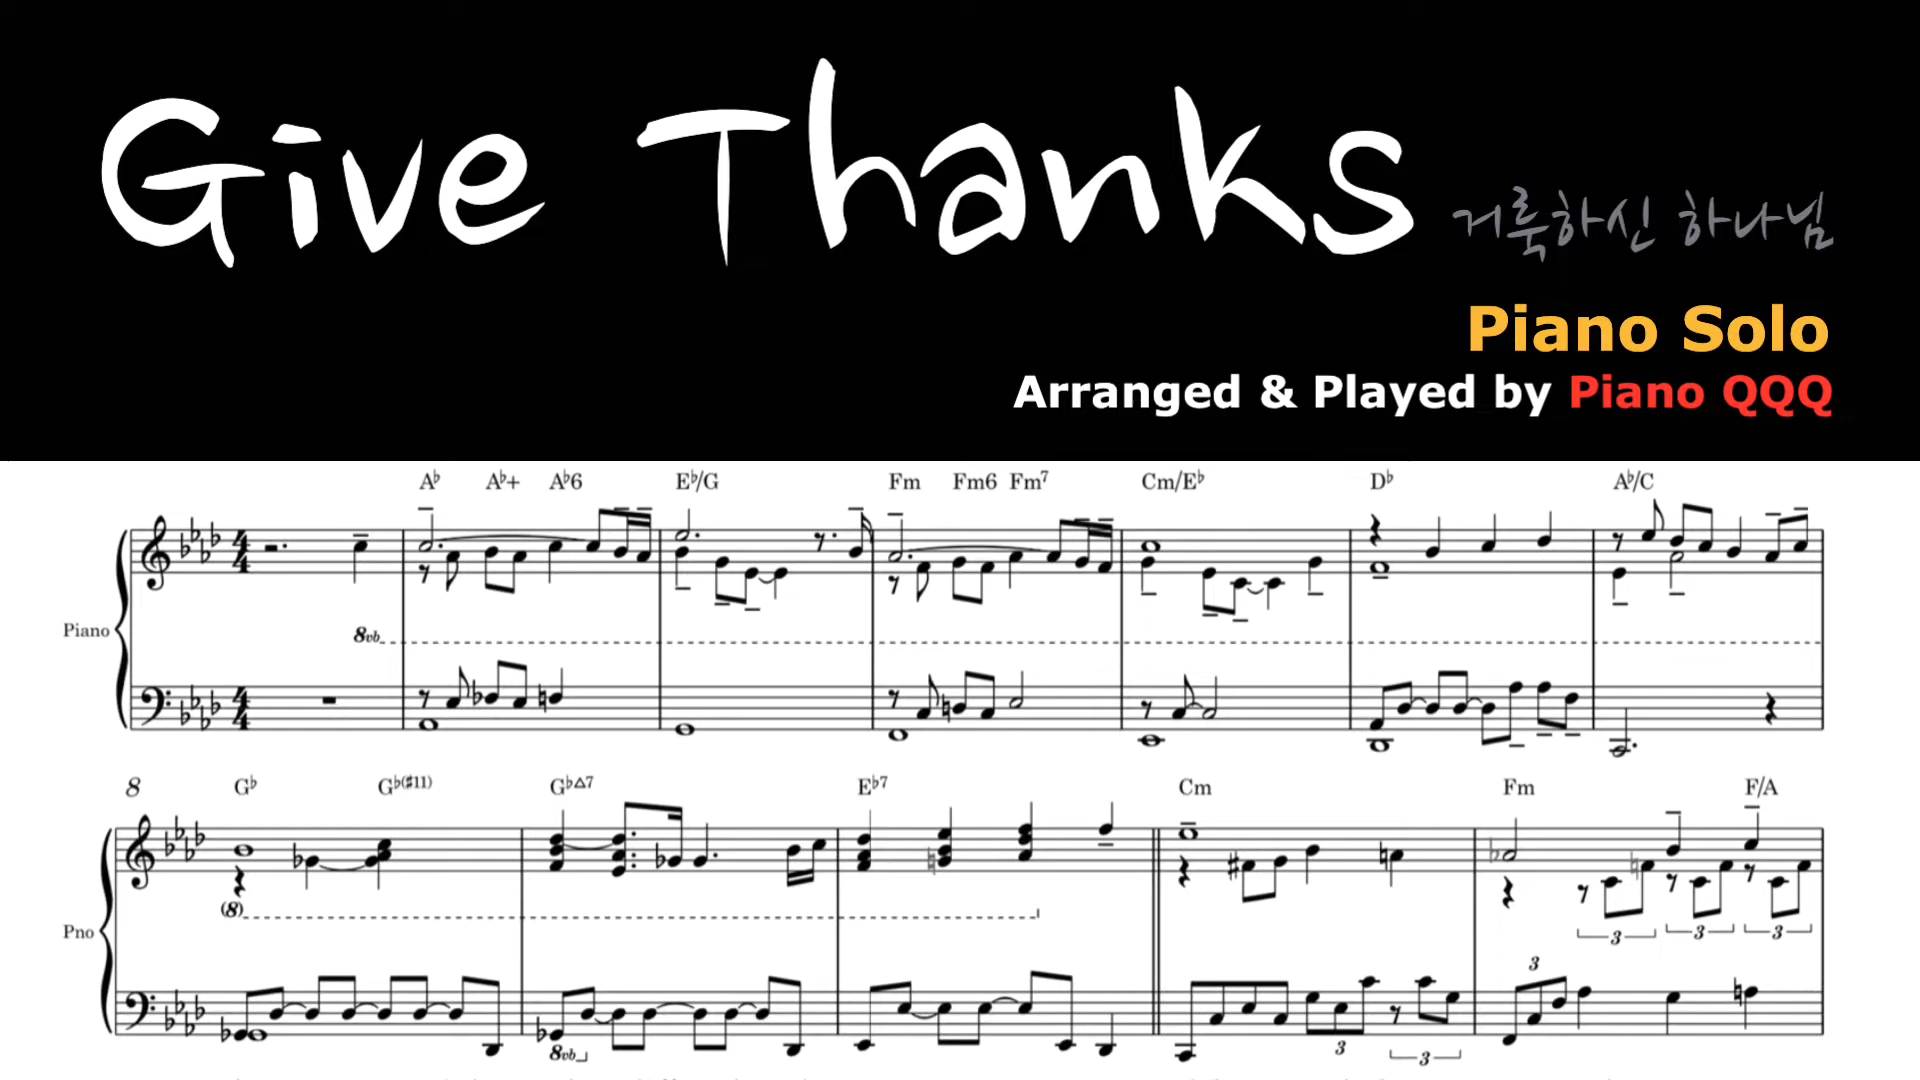 Give Thanks 거룩하신 하나님
Piano Solo
Arranged & Played by Piano QQQ
A♭ A♭+ A♭6 E♭/G Fm Fm6 Fm7 Cm/E♭ D♭ A♭/C
Piano
8vb
8 G♭ G♭(♯11) G♭△7 E♭7 Cm Fm F/A
(8)
Pno
3 3 3
3
8vb 3 3